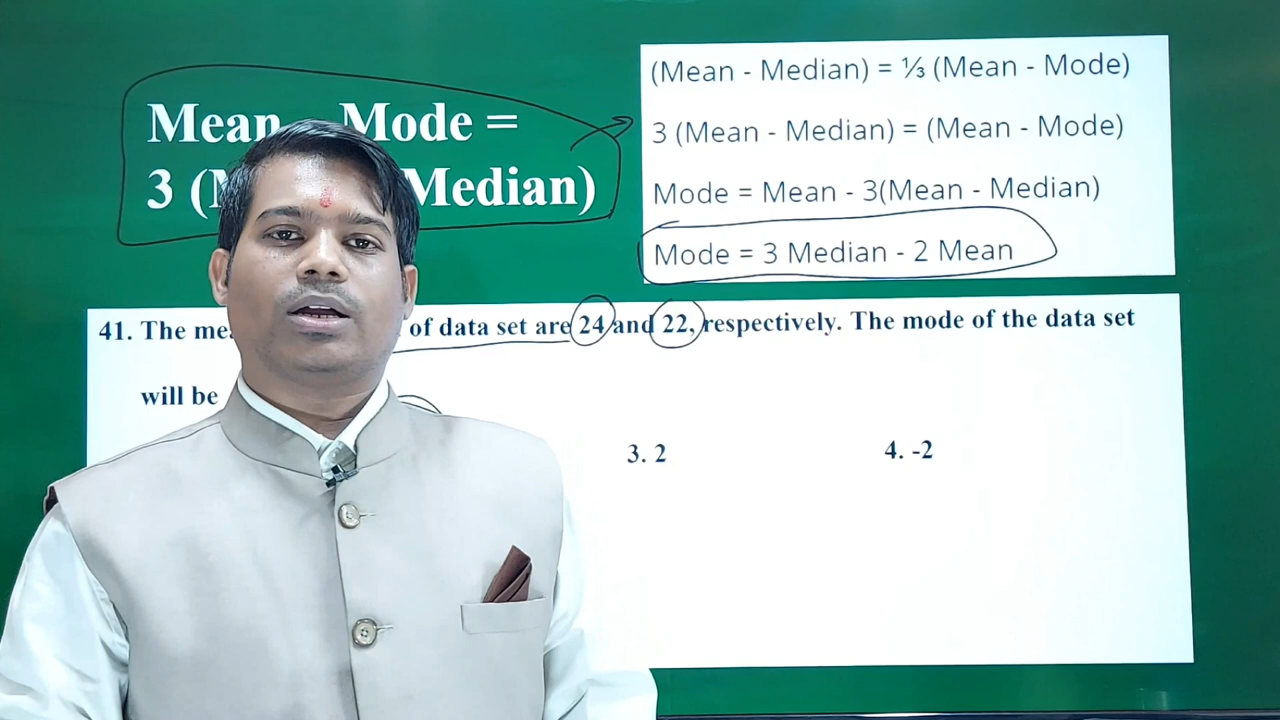 Mean - Mode =
3 ( Median)
(Mean - Median) = ⅓ (Mean - Mode)
3 (Mean - Median) = (Mean - Mode)
Mode = Mean - 3(Mean - Median)
Mode = 3 Median - 2 Mean
41. The of data set are 24 and 22, respectively. The mode of the data set
will be
3. 2
4. -2